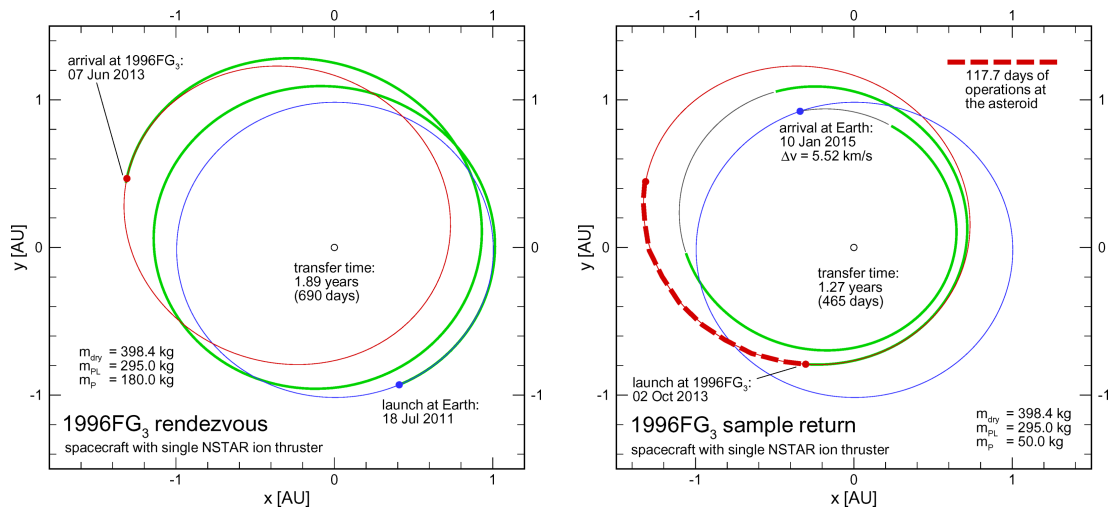 -1 0 1
arrival at 1996FG3:
07 Jun 2013
1
1
y [AU]
0
0
transfer time:
1.89 years
(690 days)
mdry = 398.4 kg
mPL = 295.0 kg
mP = 180.0 kg
-1
-1
launch at Earth:
18 Jul 2011
1996FG3 rendezvous
spacecraft with single NSTAR ion thruster
-1 0 1
x [AU]
-1 0 1
117.7 days of
operations at
the asteroid
1
1
arrival at Earth:
10 Jan 2015
Δv = 5.52 km/s
y [AU]
0
0
transfer time:
1.27 years
(465 days)
launch at 1996FG3:
02 Oct 2013
-1
-1
mdry = 398.4 kg
mPL = 295.0 kg
mP = 50.0 kg
1996FG3 sample return
spacecraft with single NSTAR ion thruster
-1 0 1
x [AU]